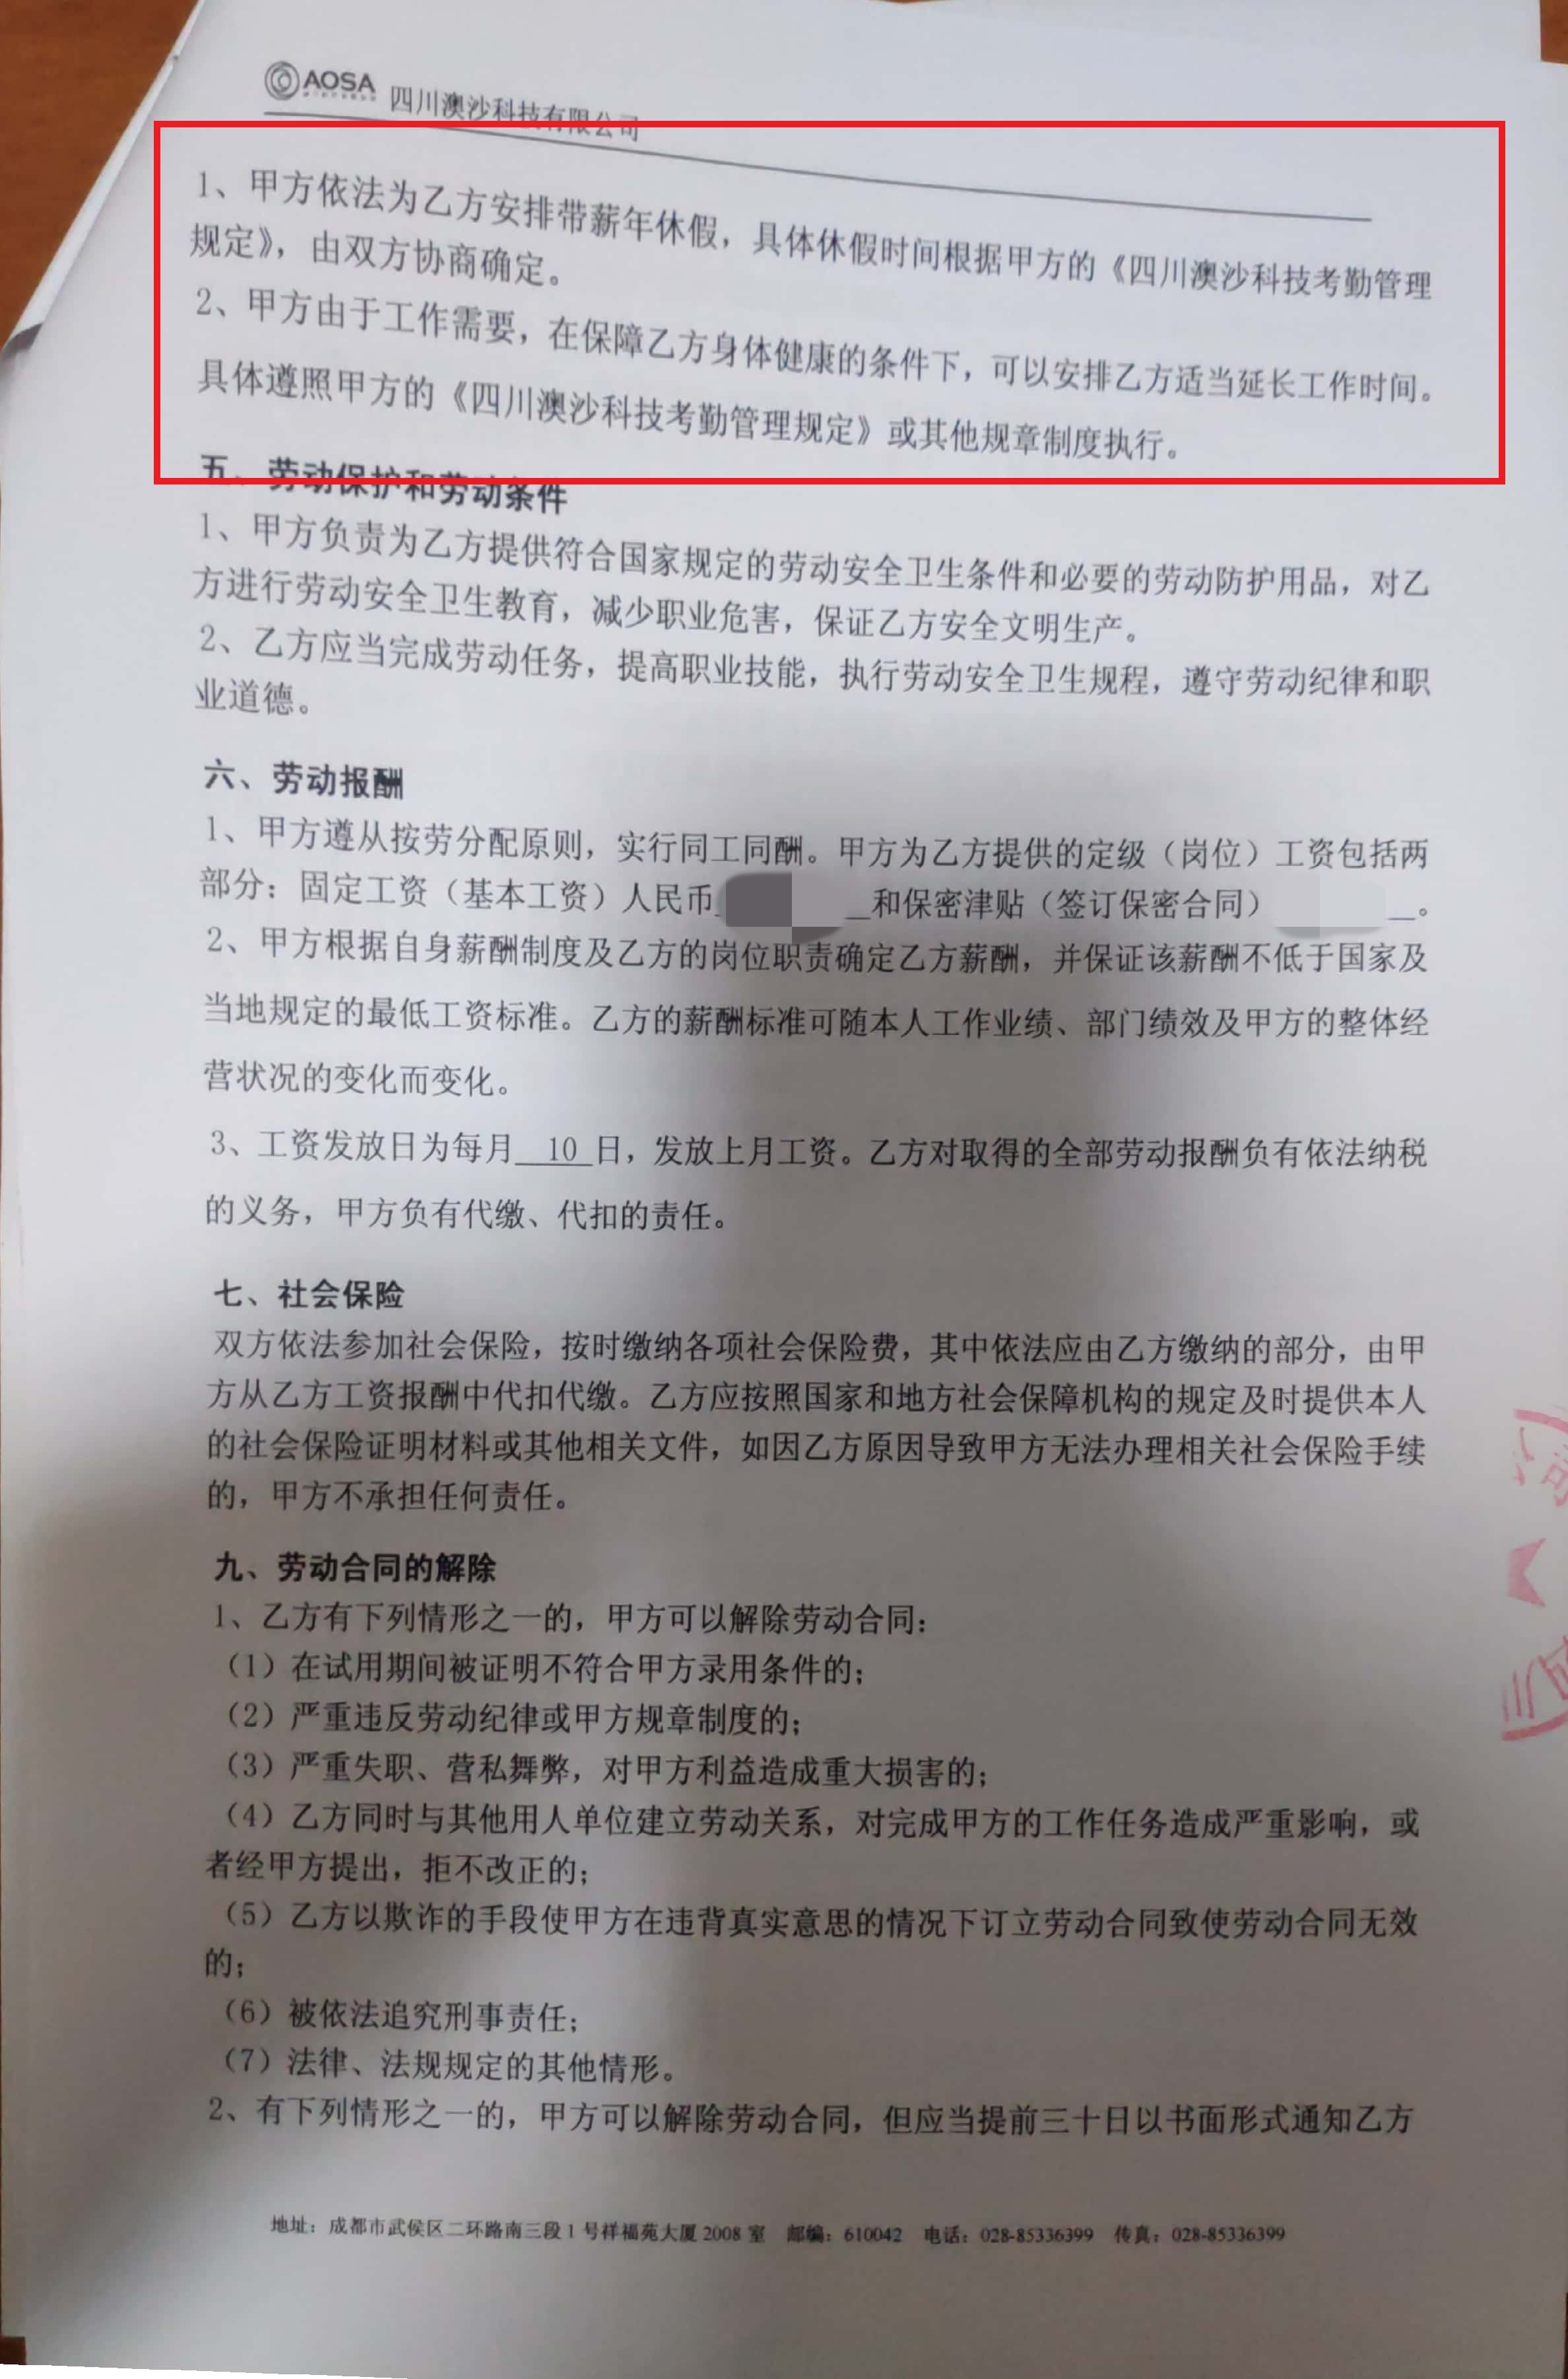 AOSA 四川澳沙科技有限公司
1、甲方依法为乙方安排带薪年休假，具体休假时间根据甲方的《四川澳沙科技考勤管理
规定》，由双方协商确定。
2、甲方由于工作需要，在保障乙方身体健康的条件下，可以安排乙方适当延长工作时间。
具体遵照甲方的《四川澳沙科技考勤管理规定》或其他规章制度执行。
五、劳动保护和劳动条件
1、甲方负责为乙方提供符合国家规定的劳动安全卫生条件和必要的劳动防护用品，对乙
方进行劳动安全卫生教育，减少职业危害，保证乙方安全文明生产。
2、乙方应当完成劳动任务，提高职业技能，执行劳动安全卫生规程，遵守劳动纪律和职
业道德。
六、劳动报酬
1、甲方遵从按劳分配原则，实行同工同酬。甲方为乙方提供的定级（岗位）工资包括两
部分：固定工资（基本工资）人民币 和保密津贴（签订保密合同） 。
2、甲方根据自身薪酬制度及乙方的岗位职责确定乙方薪酬，并保证该薪酬不低于国家及
当地规定的最低工资标准。乙方的薪酬标准可随本人工作业绩、部门绩效及甲方的整体经
营状况的变化而变化。
3、工资发放日为每月 10 日，发放上月工资。乙方对取得的全部劳动报酬负有依法纳税
的义务，甲方负有代缴、代扣的责任。
七、社会保险
双方依法参加社会保险，按时缴纳各项社会保险费，其中依法应由乙方缴纳的部分，由甲
方从乙方工资报酬中代扣代缴。乙方应按照国家和地方社会保障机构的规定及时提供本人
的社会保险证明材料或其他相关文件，如因乙方原因导致甲方无法办理相关社会保险手续
的，甲方不承担任何责任。
九、劳动合同的解除
1、乙方有下列情形之一的，甲方可以解除劳动合同：
（1）在试用期间被证明不符合甲方录用条件的；
（2）严重违反劳动纪律或甲方规章制度的；
（3）严重失职、营私舞弊，对甲方利益造成重大损害的；
（4）乙方同时与其他用人单位建立劳动关系，对完成甲方的工作任务造成严重影响，或
者经甲方提出，拒不改正的；
（5）乙方以欺诈的手段使甲方在违背真实意思的情况下订立劳动合同致使劳动合同无效
的；
（6）被依法追究刑事责任；
（7）法律、法规规定的其他情形。
2、有下列情形之一的，甲方可以解除劳动合同，但应当提前三十日以书面形式通知乙方
地址：成都市武侯区二环路南三段1号祥福苑大厦2008室 邮编：610042 电话：028-85336399 传真：028-85336399
四川